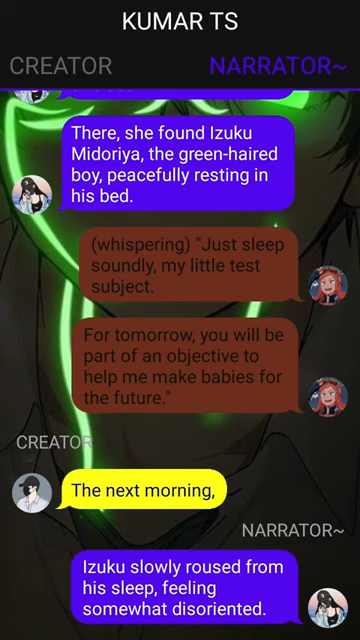 KUMAR TS
CREATOR
NARRATOR~
There, she found Izuku
Midoriya, the green-haired
boy, peacefully resting in
his bed.
(whispering) "Just sleep
soundly, my little test
subject.
For tomorrow, you will be
part of an objective to
help me make babies for
the future."
CREATOR
The next morning,
NARRATOR~
Izuku slowly roused from
his sleep, feeling
somewhat disoriented.